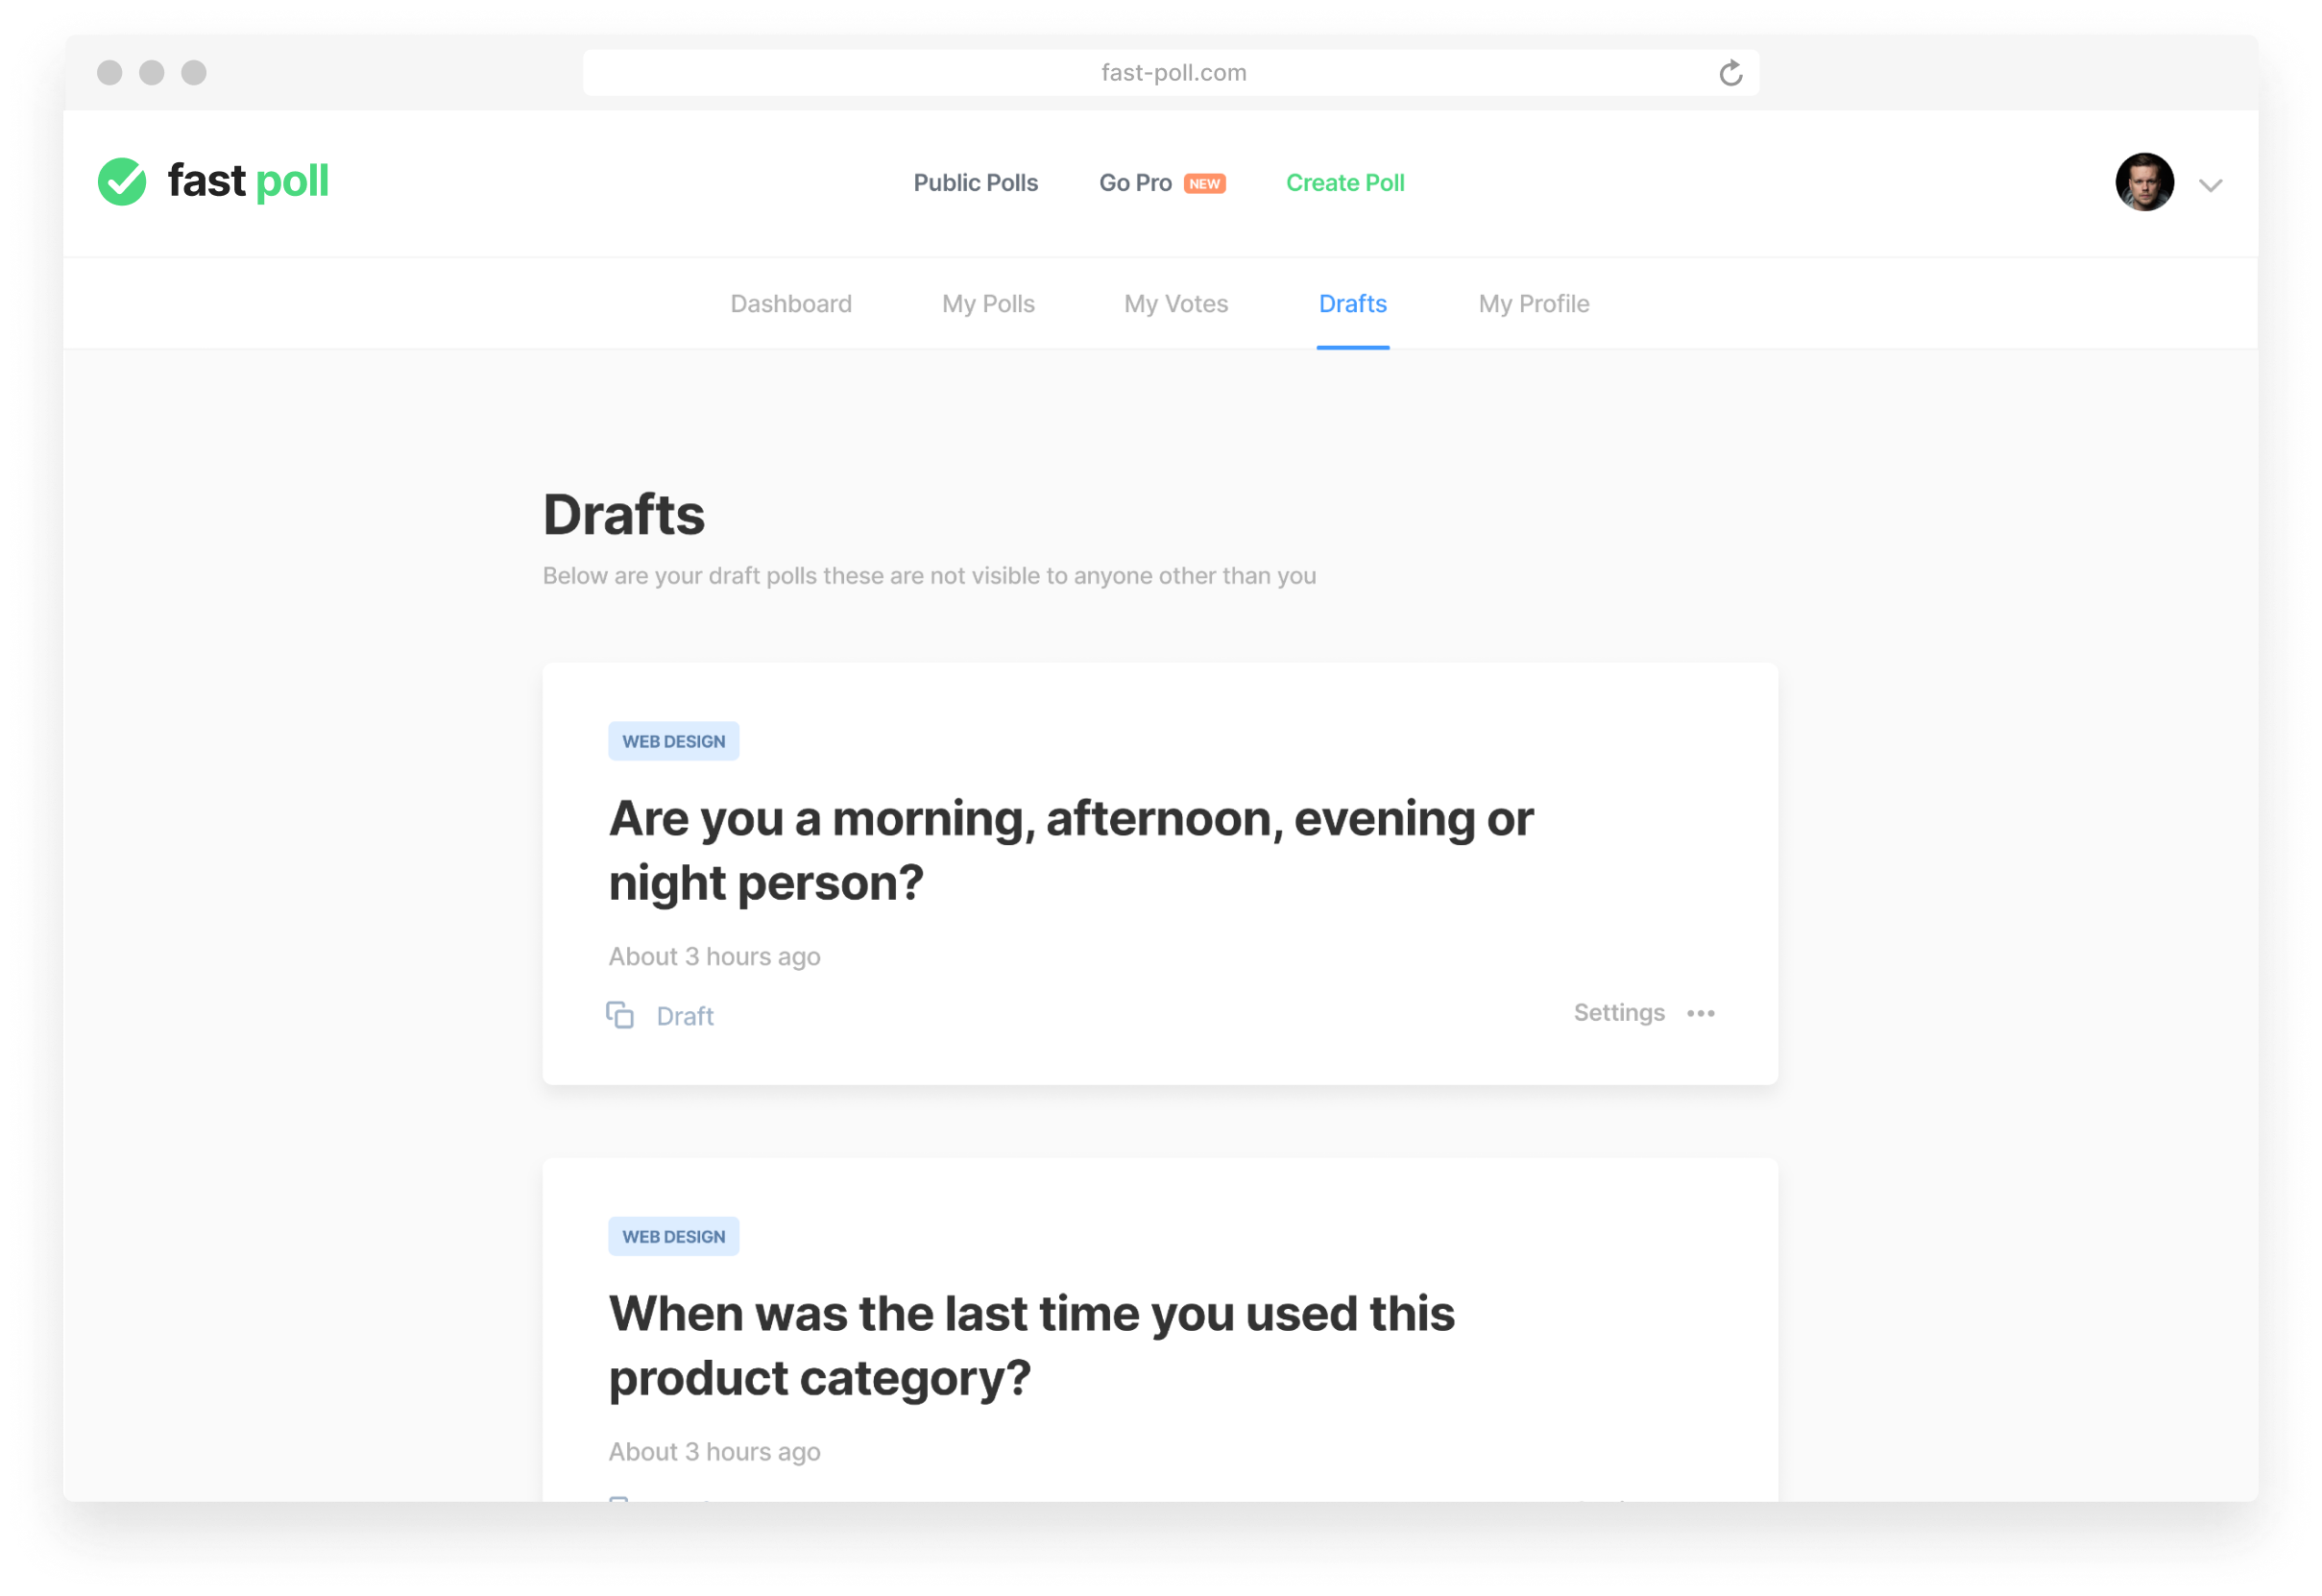 fast-poll.com
fast poll
Public Polls
Go Pro NEW
Create Poll
Dashboard
My Polls
My Votes
Drafts
My Profile
Drafts
Below are your draft polls these are not visible to anyone other than you
WEB DESIGN
Are you a morning, afternoon, evening or
night person?
About 3 hours ago
Draft
Settings
WEB DESIGN
When was the last time you used this
product category?
About 3 hours ago